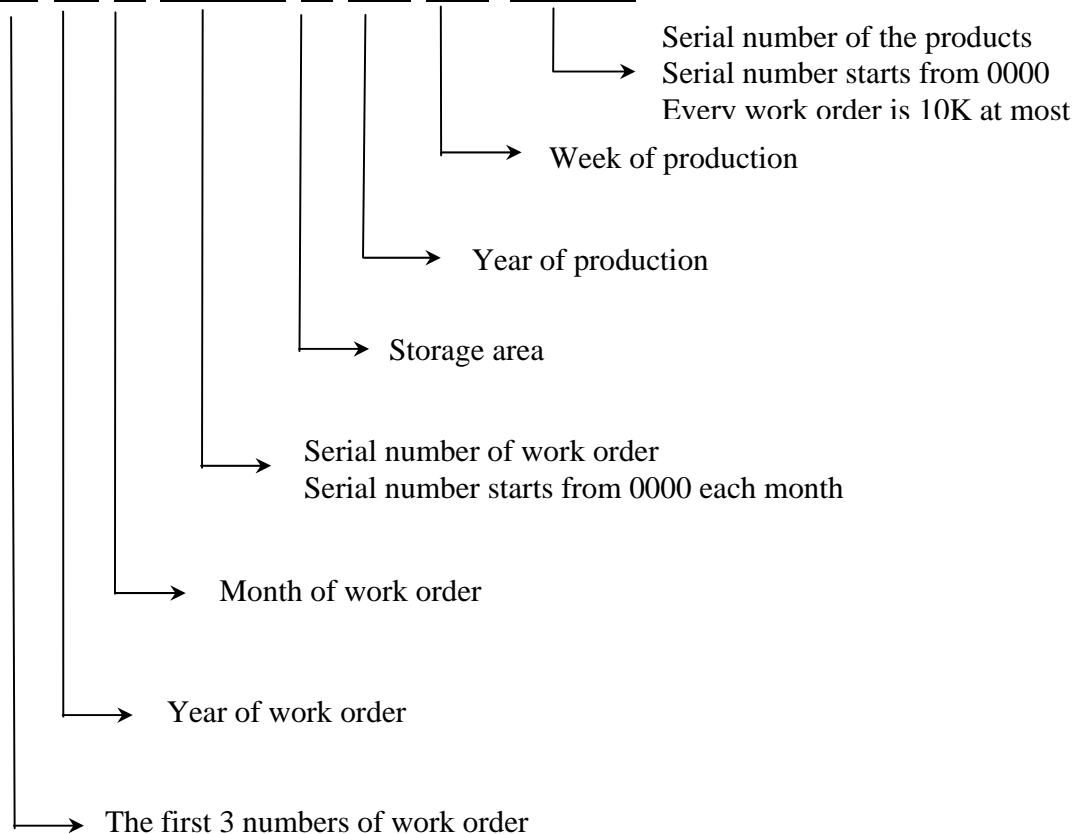 Serial number of the products
Serial number starts from 0000
Every work order is 10K at most
Week of production
Year of production
Storage area
Serial number of work order
Serial number starts from 0000 each month
Month of work order
Year of work order
The first 3 numbers of work order